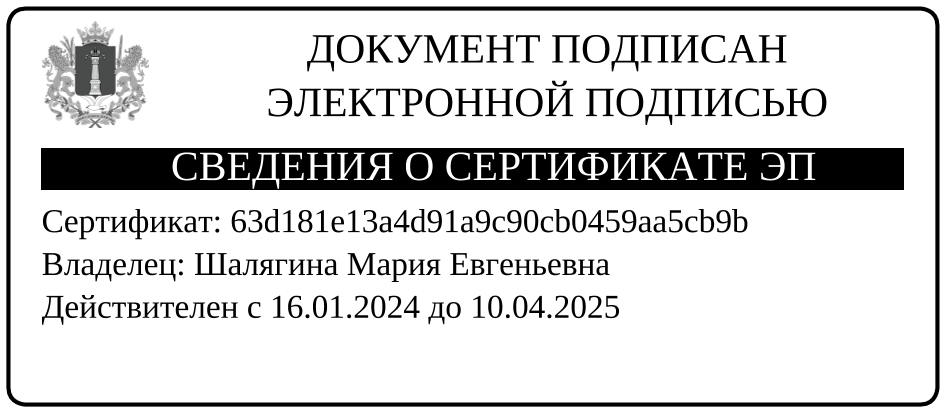 ДОКУМЕНТ ПОДПИСАН
ЭЛЕКТРОННОЙ ПОДПИСЬЮ
СВЕДЕНИЯ О СЕРТИФИКАТЕ ЭП
Сертификат: 63d181e13a4d91a9c90cb0459aa5cb9b
Владелец: Шалягина Мария Евгеньевна
Действителен с 16.01.2024 до 10.04.2025